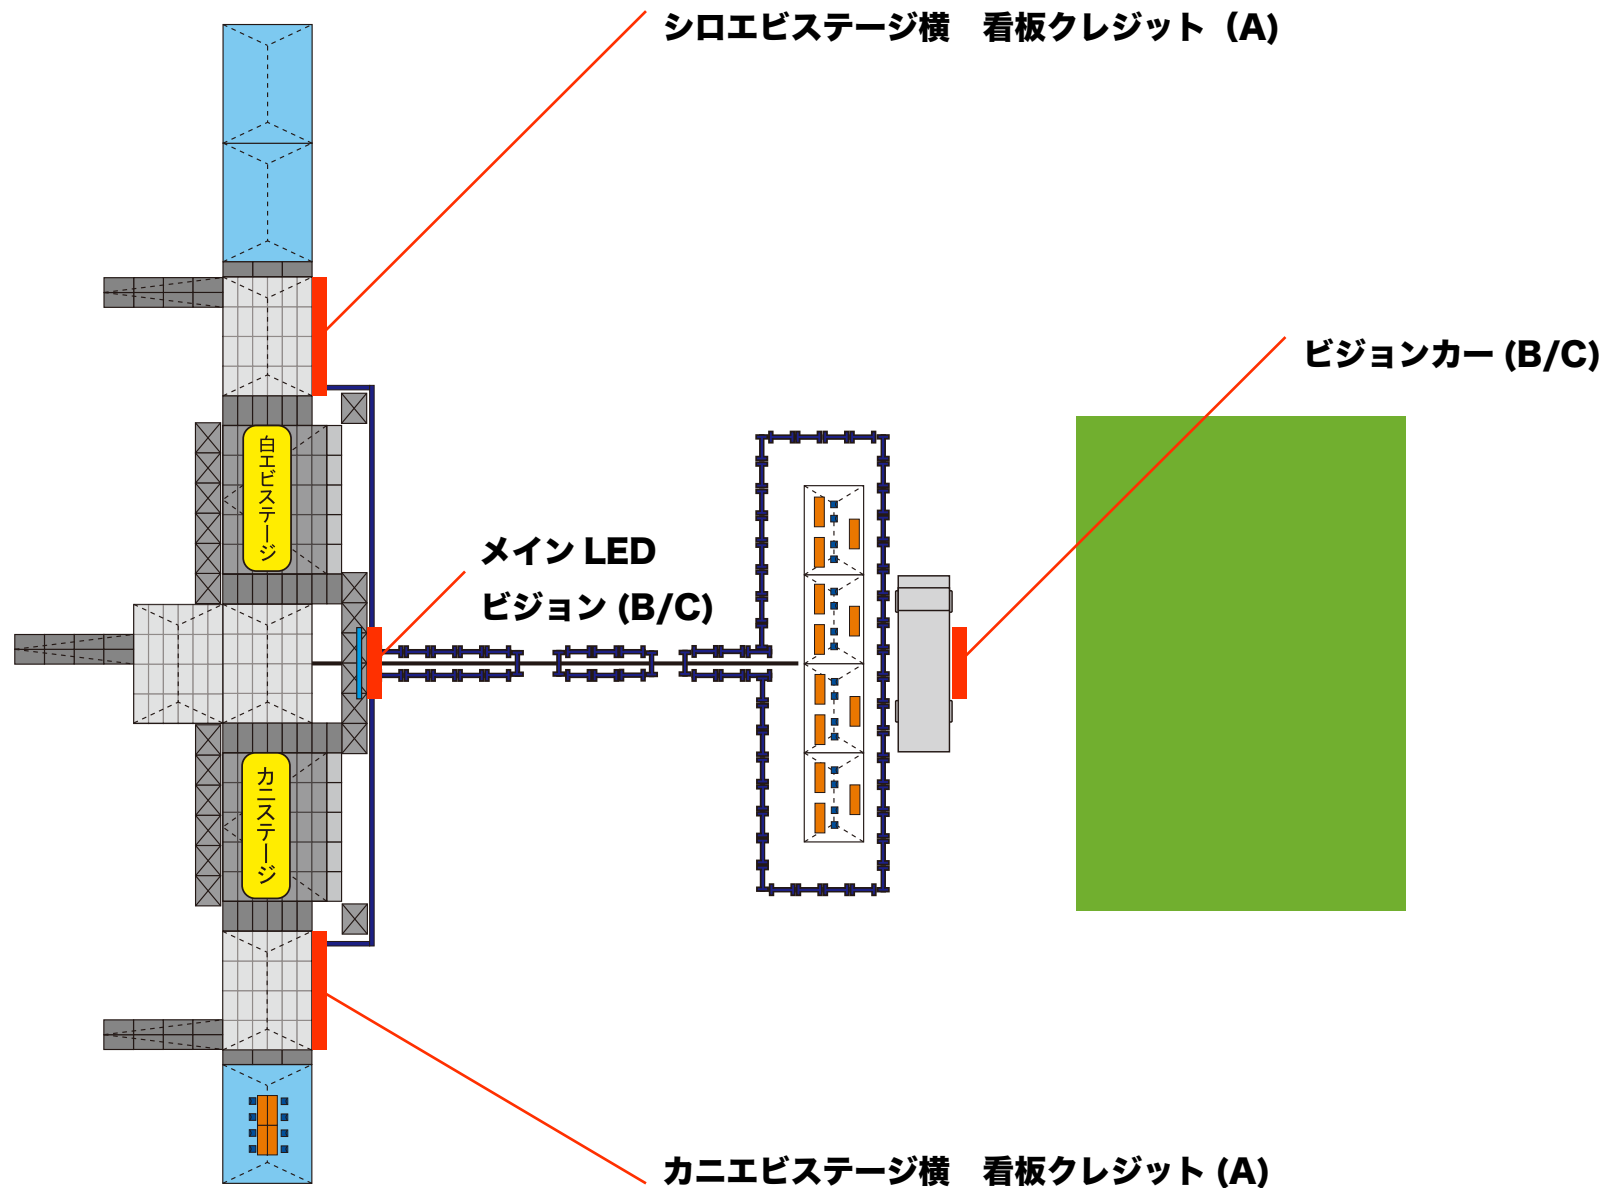 シロエビステージ横　看板クレジット（A）
ビジョンカー (B/C)
白エビステージ
メイン LED
ビジョン (B/C)
カニステージ
カニエビステージ横　看板クレジット (A)